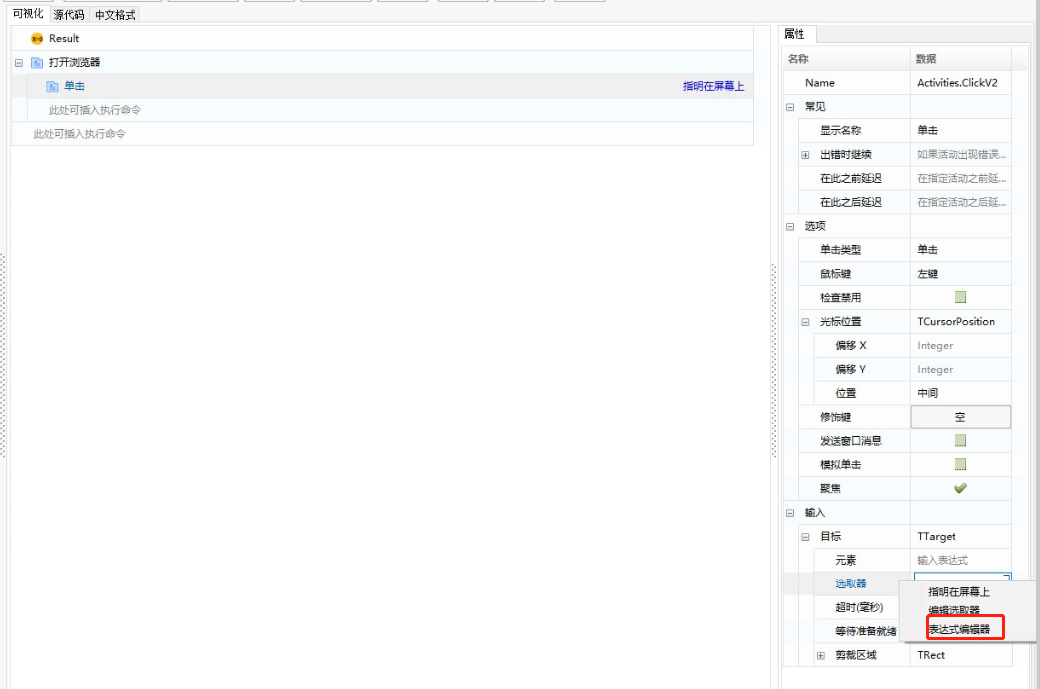 可视化 源代码 中文格式
Result
打开浏览器
单击 指明在屏幕上
此处可插入执行命令
此处可插入执行命令
属性
名称 数据
Name Activities.ClickV2
常见
显示名称 单击
出错时继续 如果活动出现错误...
在此之前延迟 在指定活动之前延...
在此之后延迟 在指定活动之后延...
选项
单击类型 单击
鼠标键 左键
检查禁用
光标位置 TCursorPosition
偏移 X Integer
偏移 Y Integer
位置 中间
修饰键 空
发送窗口消息
模拟单击
聚焦
输入
目标 TTarget
元素 输入表达式
选取器
指明在屏幕上
超时(毫秒) 编辑选取器
等待准备就绪 表达式编辑器
剪裁区域 TRect